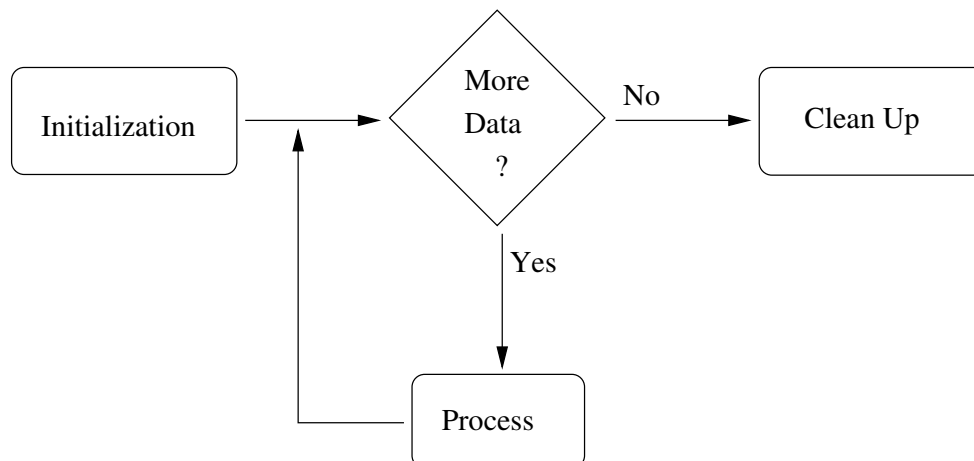 Initialization
More
Data
?
No
Clean Up
Yes
Process